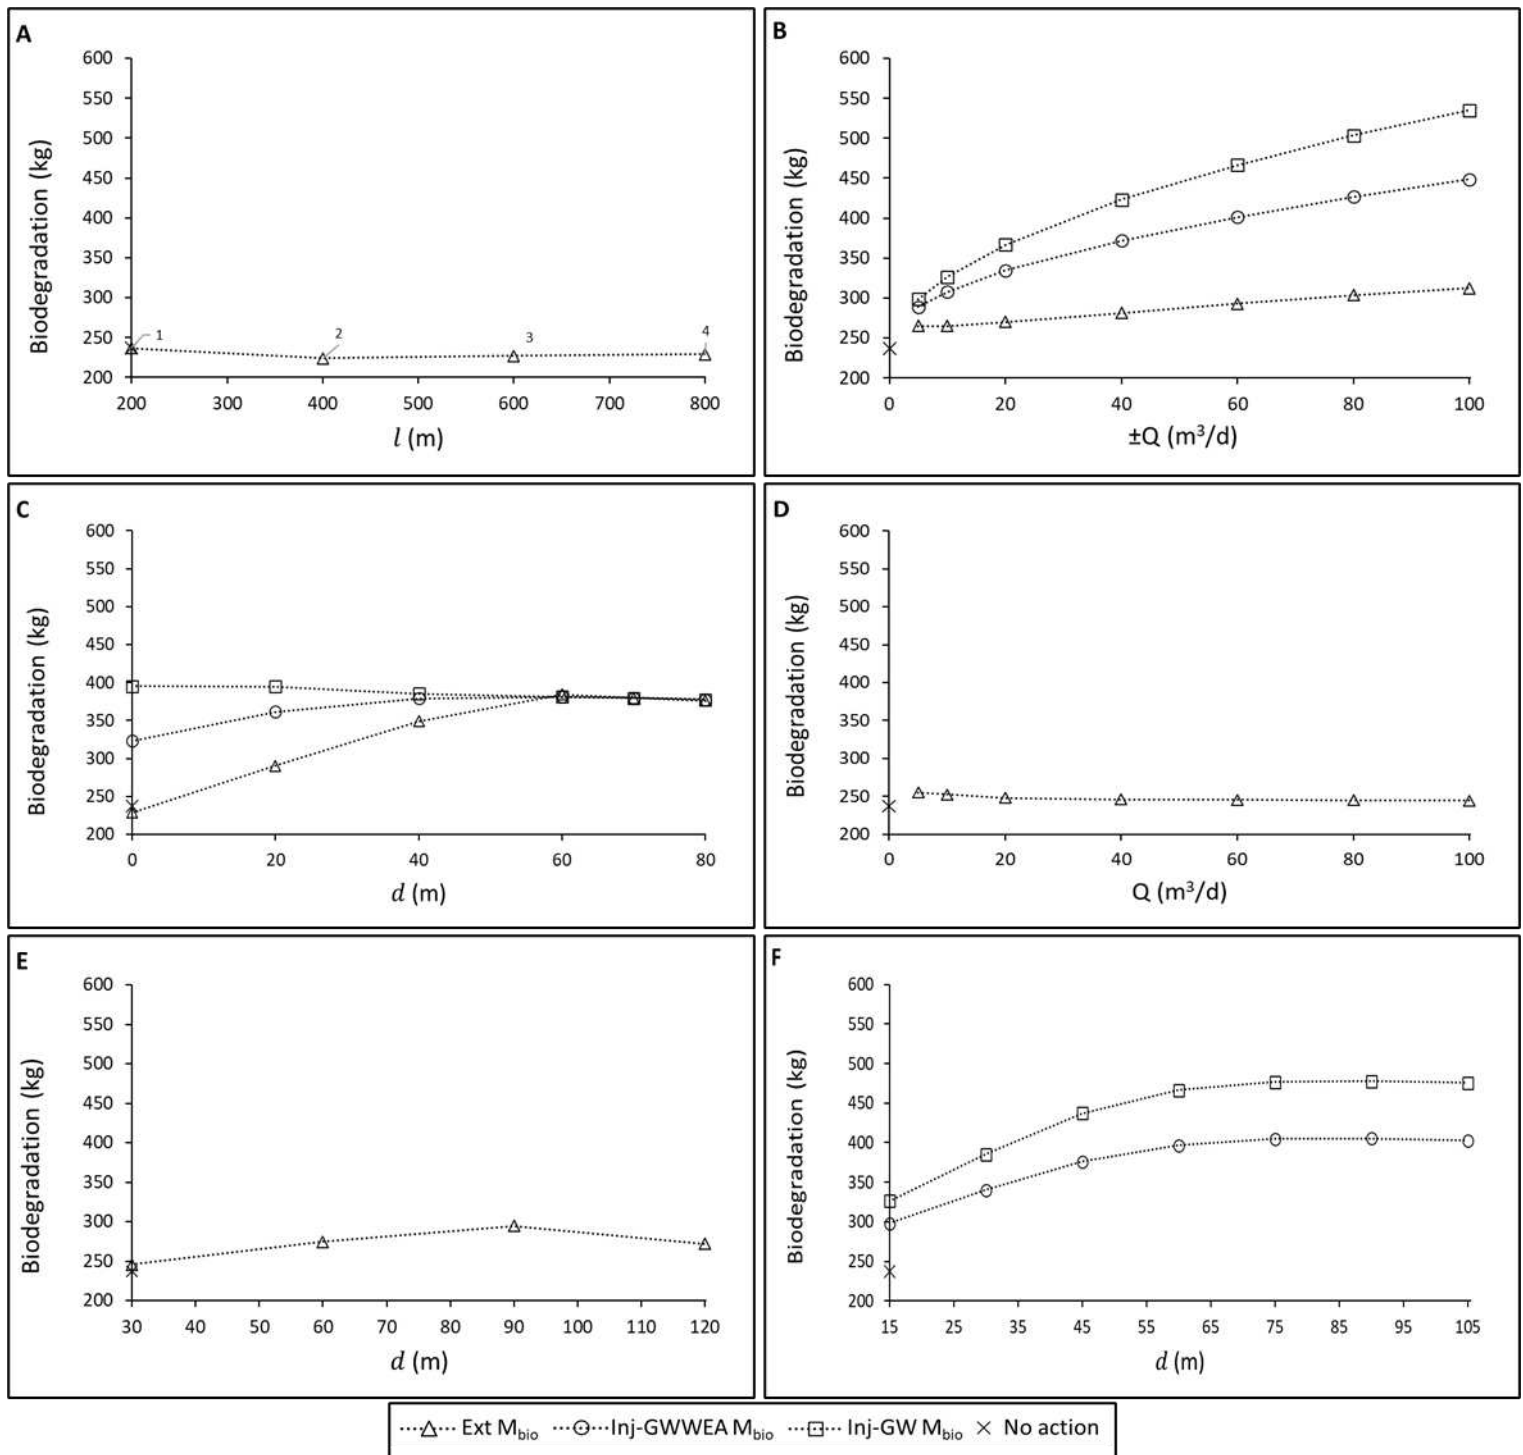 A
Biodegradation (kg)
600
550
500
450
400
350
300
250
200
1
2
3
4
200 300 400 500 600 700 800
l (m)
B
Biodegradation (kg)
600
550
500
450
400
350
300
250
200
0 20 40 60 80 100
±Q (m³/d)
C
Biodegradation (kg)
600
550
500
450
400
350
300
250
200
0 20 40 60 80
d (m)
D
Biodegradation (kg)
600
550
500
450
400
350
300
250
200
0 20 40 60 80 100
Q (m³/d)
E
Biodegradation (kg)
600
550
500
450
400
350
300
250
200
30 40 50 60 70 80 90 100 110 120
d (m)
F
Biodegradation (kg)
600
550
500
450
400
350
300
250
200
15 25 35 45 55 65 75 85 95 105
d (m)
Ext Mbio Inj-GWWEA Mbio Inj-GW Mbio No action